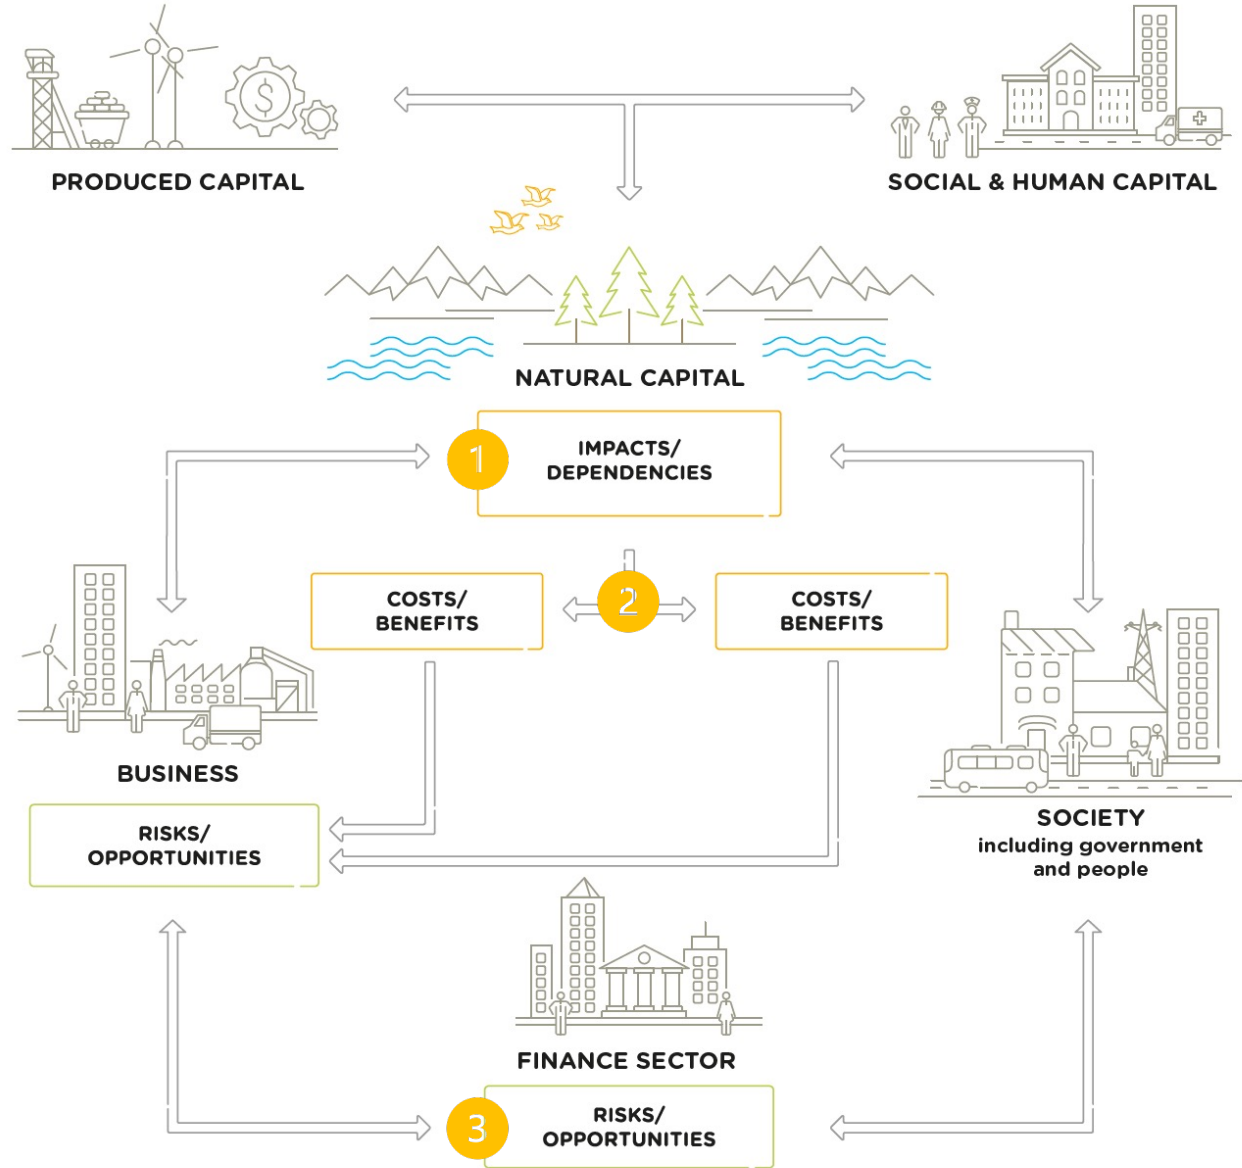 $
PRODUCED CAPITAL
SOCIAL & HUMAN CAPITAL
NATURAL CAPITAL
1
IMPACTS/
DEPENDENCIES
COSTS/
BENEFITS
2
COSTS/
BENEFITS
BUSINESS
RISKS/
OPPORTUNITIES
SOCIETY
including government
and people
FINANCE SECTOR
3
RISKS/
OPPORTUNITIES